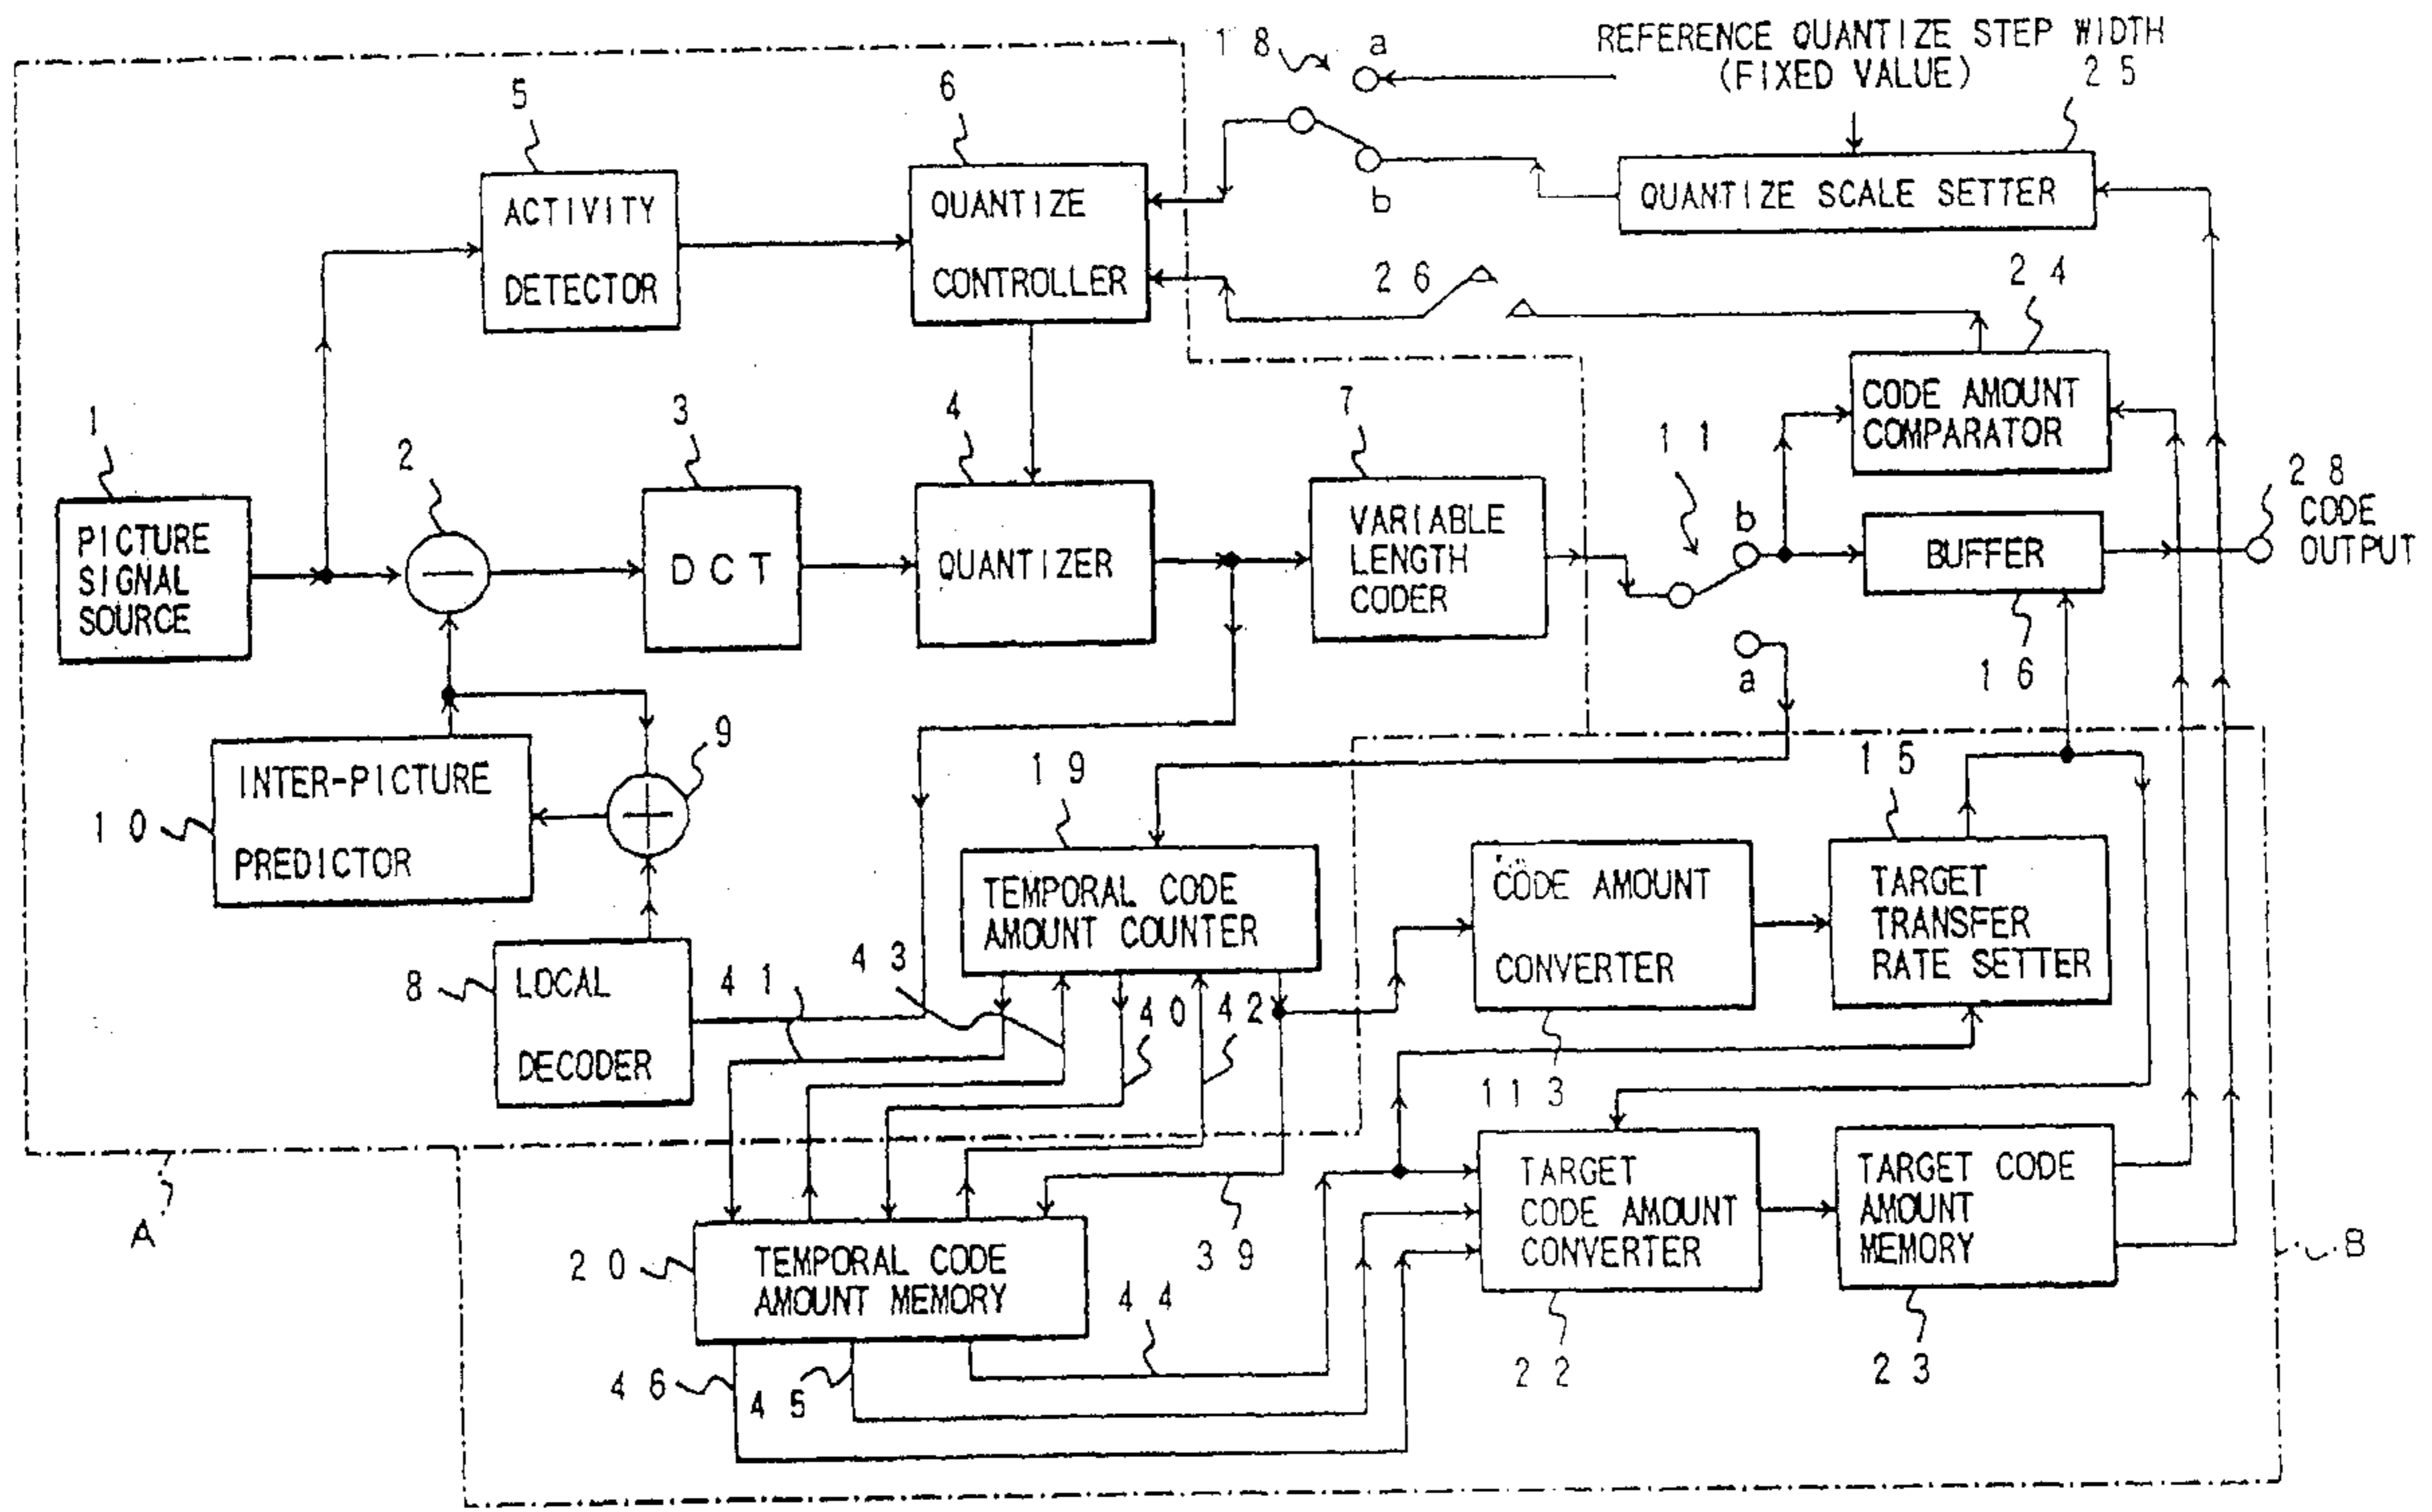 REFERENCE QUANTIZE STEP WIDTH
(FIXED VALUE)
18
a
b
25
QUANTIZE SCALE SETTER
5
ACTIVITY
DETECTOR
6
QUANTIZE
CONTROLLER
26
24
CODE AMOUNT
COMPARATOR
1
PICTURE
SIGNAL
SOURCE
2
3
DCT
4
QUANTIZER
7
VARIABLE
LENGTH
CODER
11
b
a
BUFFER
16
28
CODE
OUTPUT
10
INTER-PICTURE
PREDICTOR
9
8
LOCAL
DECODER
19
TEMPORAL CODE
AMOUNT COUNTER
CODE AMOUNT
CONVERTER
113
15
TARGET
TRANSFER
RATE SETTER
41
43
40
42
39
A
20
TEMPORAL CODE
AMOUNT MEMORY
44
45
46
TARGET
CODE AMOUNT
CONVERTER
22
TARGET CODE
AMOUNT
MEMORY
23
B